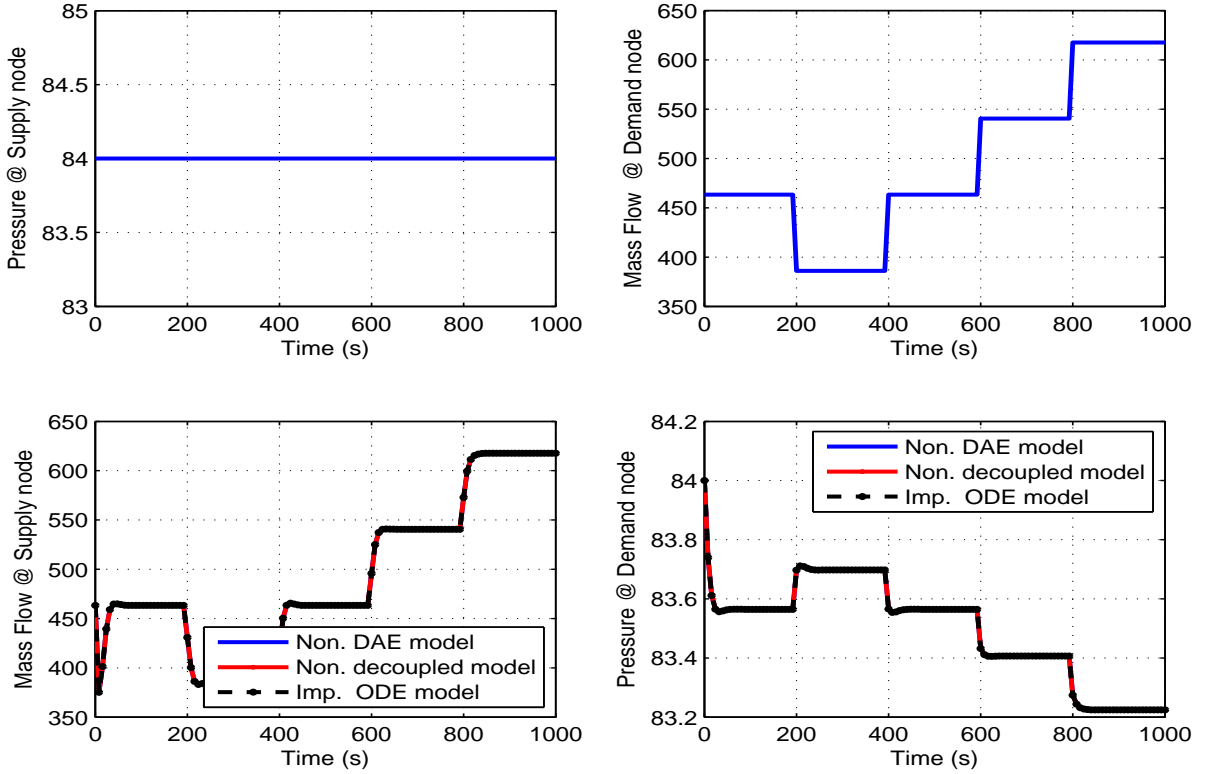 85
84.5
84
83.5
83
0 200 400 600 800 1000
Time (s)
Pressure @ Supply node
650
600
550
500
450
400
350
0 200 400 600 800 1000
Time (s)
Mass Flow @ Demand node
650
600
550
500
450
400
350
0 200 400 600 800 1000
Time (s)
Mass Flow @ Supply node
Non. DAE model
Non. decoupled model
Imp. ODE model
84.2
84
83.8
83.6
83.4
83.2
0 200 400 600 800 1000
Time (s)
Pressure @ Demand node
Non. DAE model
Non. decoupled model
Imp. ODE model